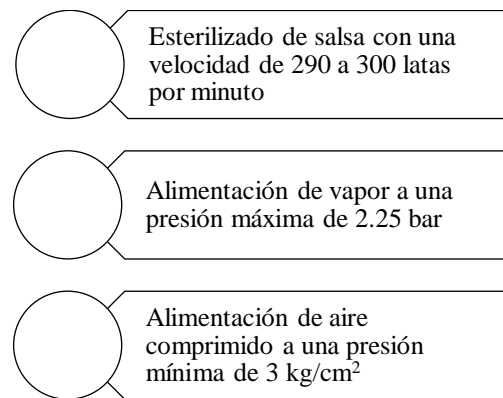 Esterilizado de salsa con una
velocidad de 290 a 300 latas
por minuto
Alimentación de vapor a una
presión máxima de 2.25 bar
Alimentación de aire
comprimido a una presión
mínima de 3 kg/cm²